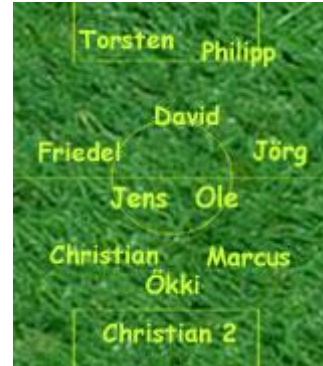 Torsten Philipp
David
Friedel Jörg
Jens Ole
Christian Marcus
Ökki
Christian 2